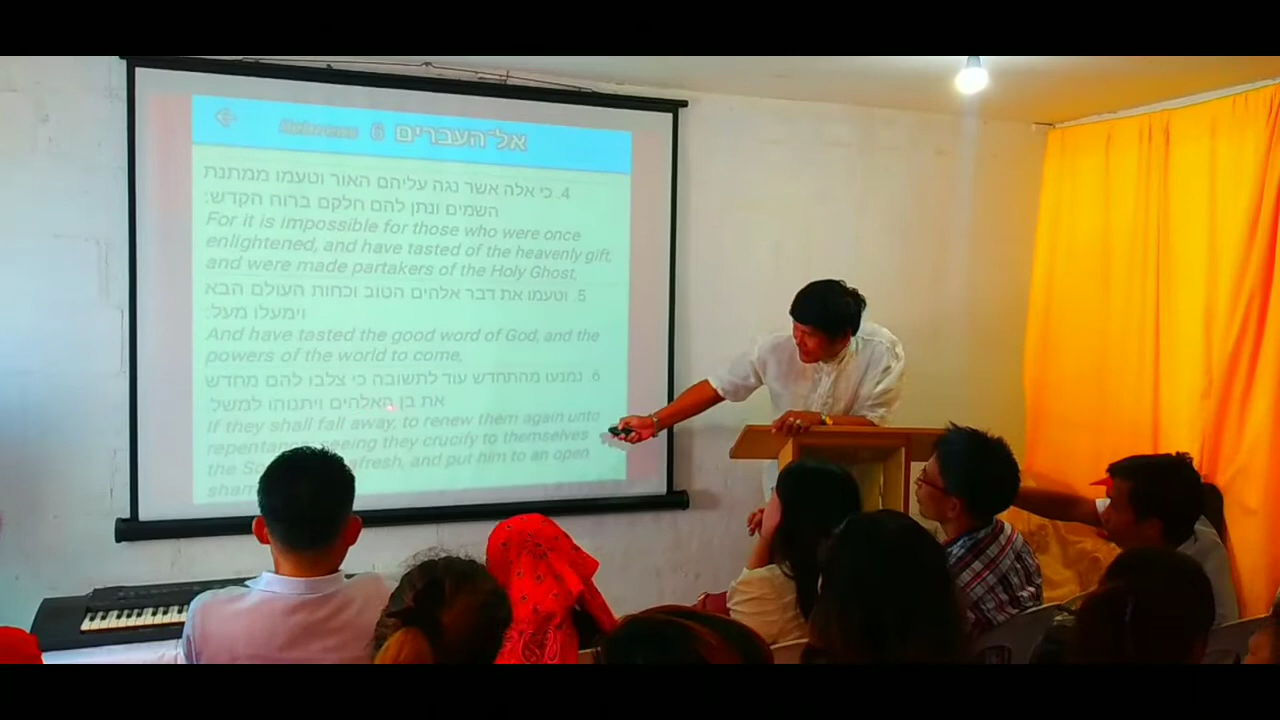 Hebrews 6 אל־העברים
4. כי אלה אשר נגה עליהם האור וטעמו ממתנת
השמים ונתן להם חלקם ברוח הקדש:
For it is impossible for those who were once
enlightened, and have tasted of the heavenly gift,
and were made partakers of the Holy Ghost,
5. וטעמו את דבר אלהים הטוב וכחות העולם הבא
וימעלו מעל:
And have tasted the good word of God, and the
powers of the world to come,
6. נמנעו מהתחדש עוד לתשובה כי צלבו להם מחדש
את בן האלהים ויתנוהו למשל
If they shall fall away, to renew them again unto
seeing they crucify to themselves
the afresh, and put him to an open